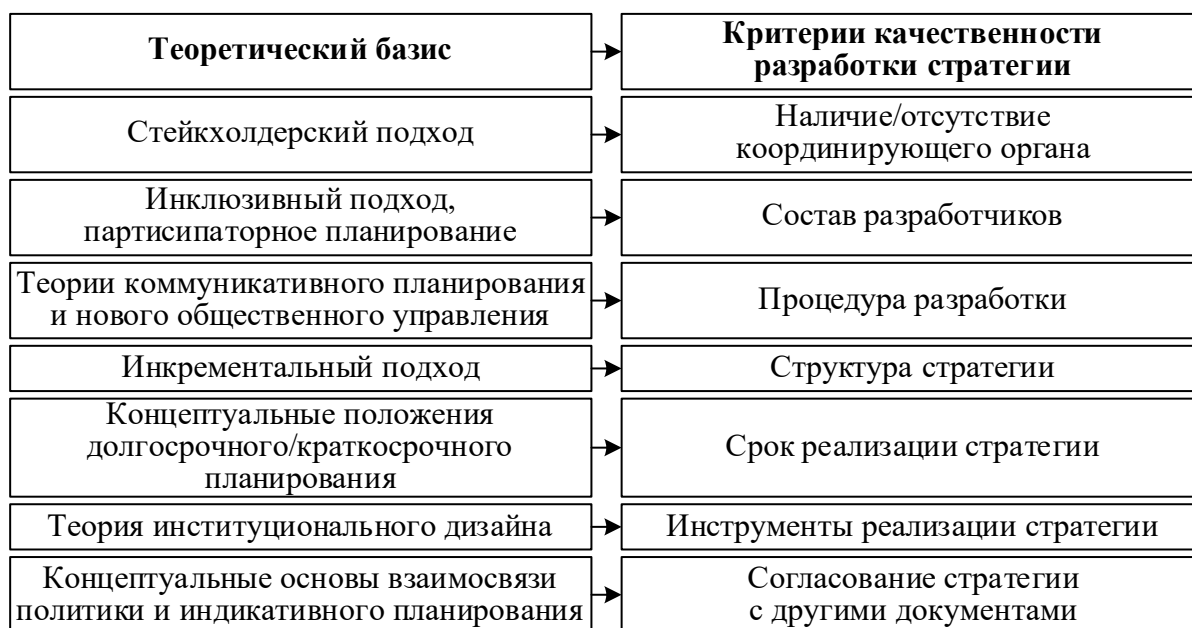 Теоретический базис
Критерии качественности
разработки стратегии
Стейкхолдерский подход
Наличие/отсутствие
координирующего органа
Инклюзивный подход,
партисипаторное планирование
Состав разработчиков
Теории коммуникативного планирования
и нового общественного управления
Процедура разработки
Инкрементальный подход
Структура стратегии
Концептуальные положения
долгосрочного/краткосрочного
планирования
Срок реализации стратегии
Теория институционального дизайна
Инструменты реализации стратегии
Концептуальные основы взаимосвязи
политики и индикативного планирования
Согласование стратегии
с другими документами